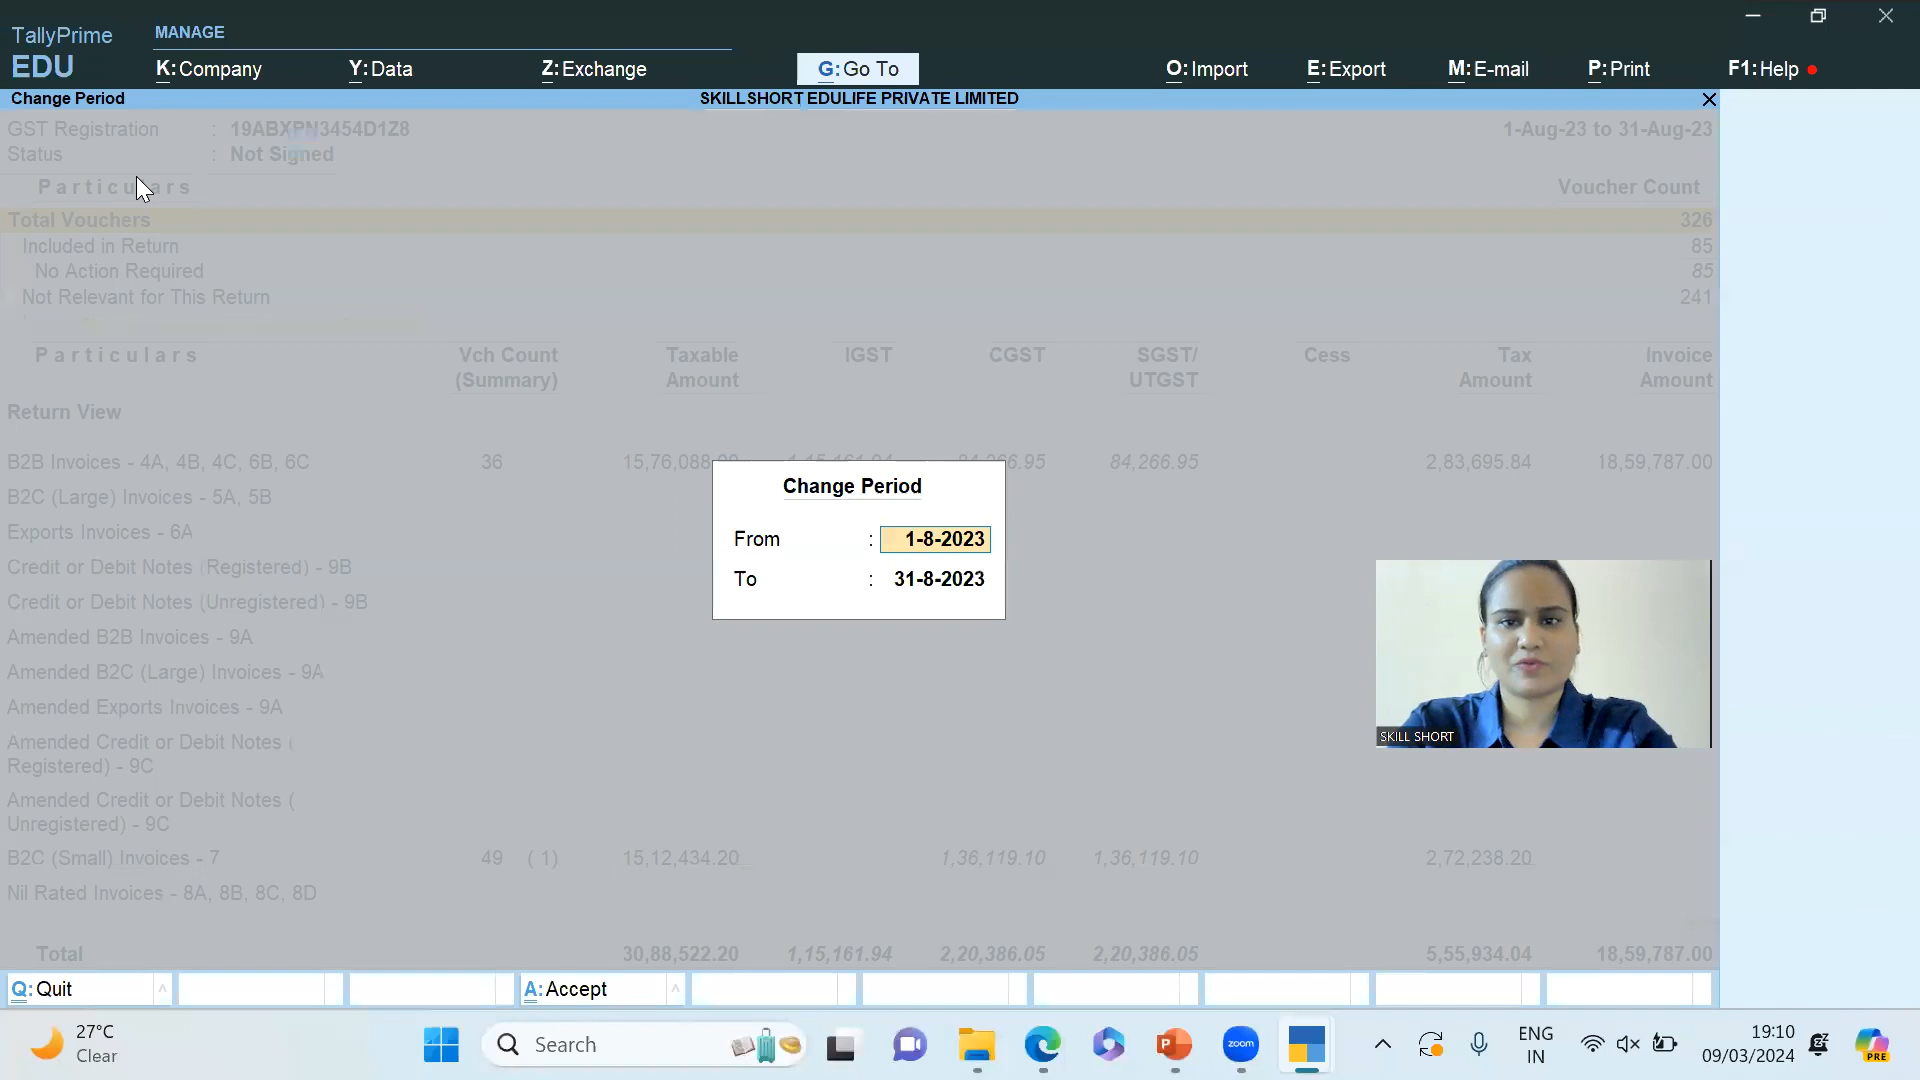 TallyPrime
EDU
MANAGE
K: Company
Y: Data
Z: Exchange
G: Go To
O: Import
E: Export
M: E-mail
P: Print
F1: Help
Change Period
SKILLSHORT EDULIFE PRIVATE LIMITED
GST Registration : 19ABXPN3454D1Z8
1-Aug-23 to 31-Aug-23
Status : Not Signed
Particulars
Voucher Count
Total Vouchers 326
Included in Return 85
No Action Required 85
Not Relevant for This Return 241
Particulars Vch Count Taxable IGST CGST SGST/ Cess Tax Invoice
(Summary) Amount UTGST Amount Amount
Return View
B2B Invoices - 4A, 4B, 4C, 6B, 6C 36 15,76,088.00 84,266.95 2,83,695.84 18,59,787.00
B2C (Large) Invoices - 5A, 5B
Exports Invoices - 6A
Credit or Debit Notes (Registered) - 9B
Credit or Debit Notes (Unregistered) - 9B
Amended B2B Invoices - 9A
Amended B2C (Large) Invoices - 9A
Amended Exports Invoices - 9A
Amended Credit or Debit Notes (
Registered) - 9C
Amended Credit or Debit Notes (
Unregistered) - 9C
B2C (Small) Invoices - 7 49 ( 1) 15,12,434.20 1,36,119.10 1,36,119.10 2,72,238.20
Nil Rated Invoices - 8A, 8B, 8C, 8D
Total 30,88,522.20 1,15,161.94 2,20,386.05 2,20,386.05 5,55,934.04 18,59,787.00
Change Period
From : 1-8-2023
To : 31-8-2023
SKILL SHORT
Q: Quit
A: Accept
27°C
Clear
Search
zoom
ENG
IN
19:10
09/03/2024
PRE